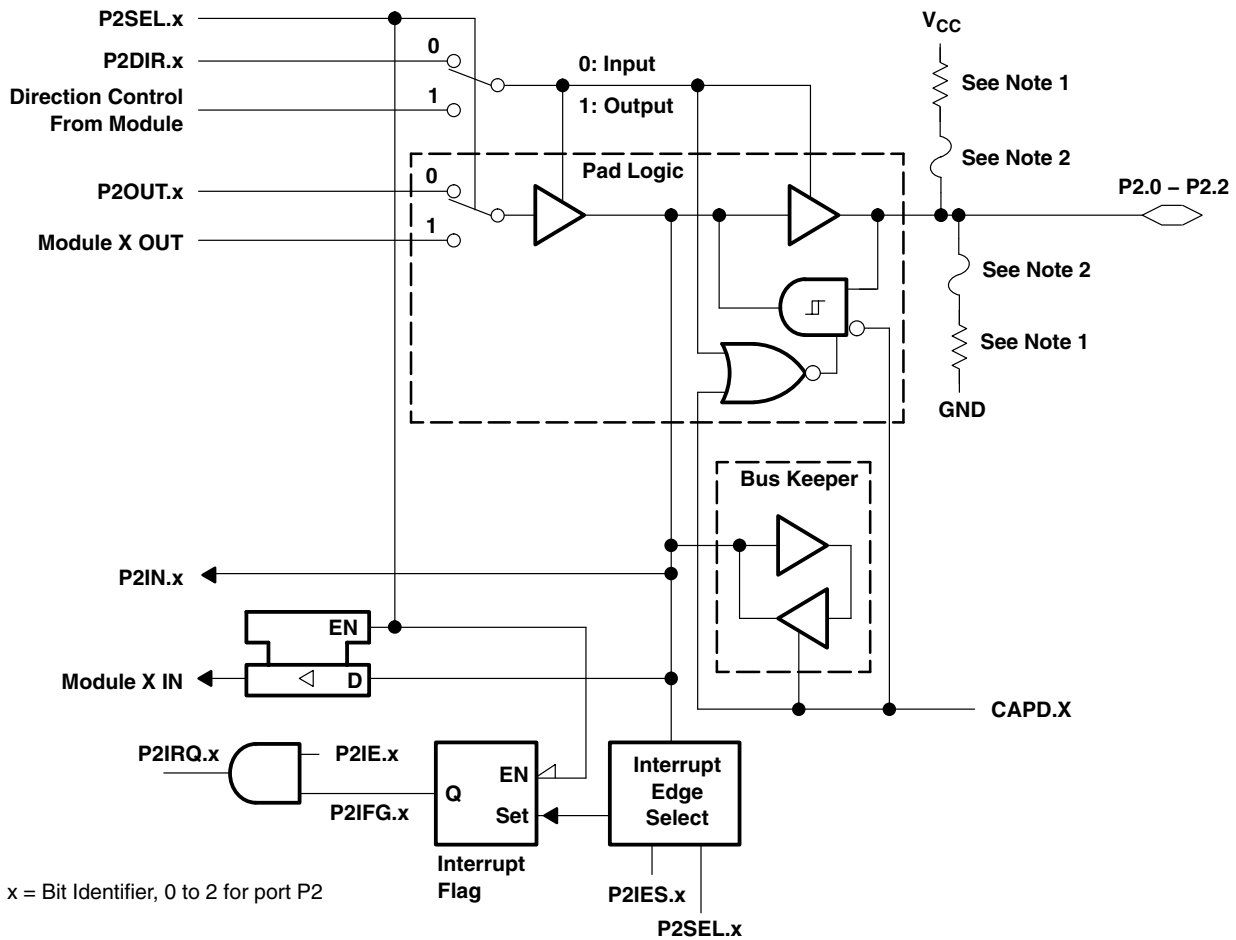 P2SEL.x
P2DIR.x
0
0: Input
Direction Control
From Module
1
1: Output
VCC
See Note 1
See Note 2
Pad Logic
P2OUT.x
0
P2.0 – P2.2
Module X OUT
1
See Note 2
See Note 1
GND
Bus Keeper
P2IN.x
EN
Module X IN
D
CAPD.X
P2IRQ.x
P2IE.x
P2IFG.x
Q
EN
Set
Interrupt
Flag
Interrupt
Edge
Select
P2IES.x
P2SEL.x
x = Bit Identifier, 0 to 2 for port P2